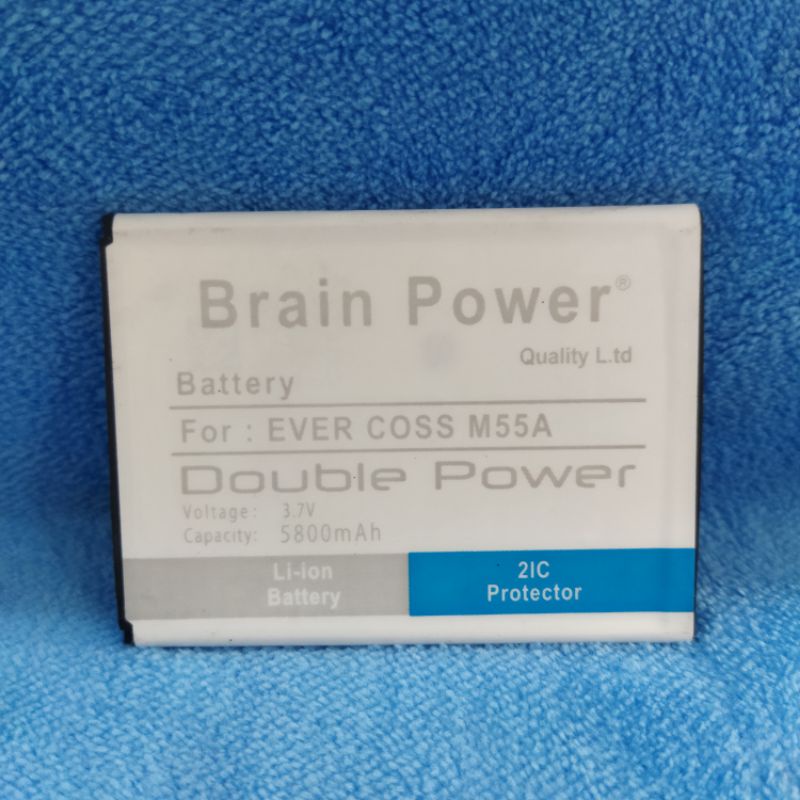 Brain Power®
Quality L.td
Battery
For : EVER COSS M55A
Double Power
Voltage: 3.7V
Capacity: 5800mAh
Li-ion
Battery
2IC
Protector